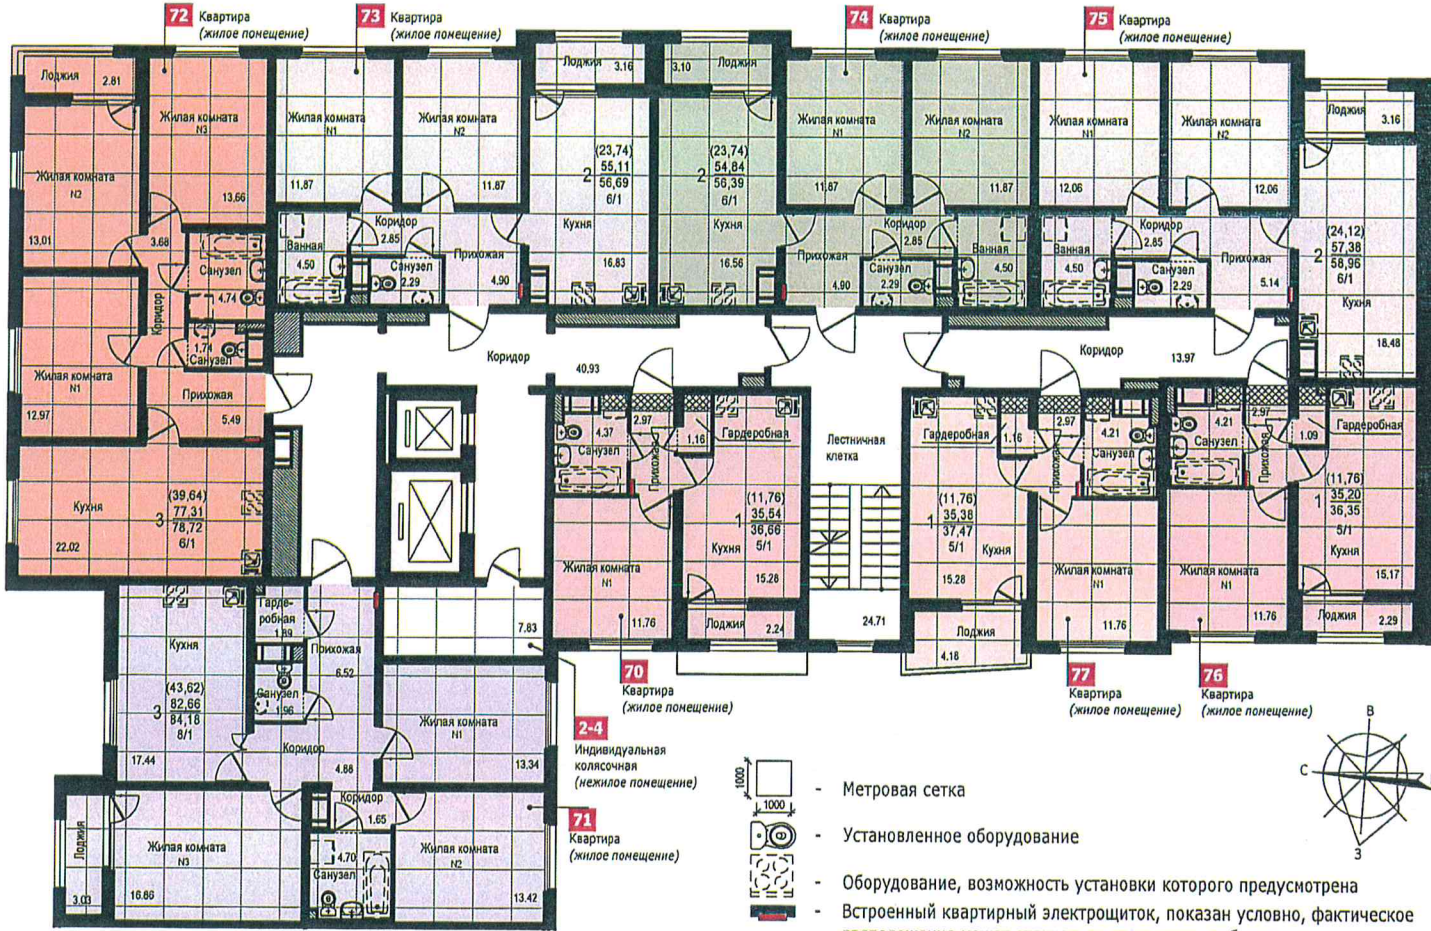 72 Квартира
(жилое помещение)
73 Квартира
(жилое помещение)
74 Квартира
(жилое помещение)
75 Квартира
(жилое помещение)
Лоджия 2.81
Жилая комната
N3
13.66
Жилая комната
N2
13.01
3.68
Санузел
4.74
Коридор
1.74
Санузел
Жилая комната
N1
12.97
Прихожая
5.49
Кухня
22.02
(39,64)
3 77,31
78,72
6/1
Жилая комната
N1
11.87
Жилая комната
N2
11.87
Ванная
4.50
Коридор
2.85
Санузел
2.29
Прихожая
4.90
Лоджия 3.16
(23,74)
2 55,11
56,69
6/1
Кухня
16.83
3.10 Лоджия
(23,74)
2 54,84
56,39
6/1
Кухня
16.56
Жилая комната
N1
11.87
Жилая комната
N2
11.87
Прихожая
4.90
Коридор
2.85
Санузел
2.29
Ванная
4.50
Жилая комната
N1
12.06
Жилая комната
N2
12.06
Ванная
4.50
Коридор
2.85
Санузел
2.29
Прихожая
5.14
Лоджия
3.16
(24,12)
2 57,38
58,96
6/1
Кухня
18.48
Коридор
40.93
Коридор
13.97
Лестничная
клетка
24.71
4.37
Санузел
2.97
Прихожая
1.16
Гардеробная
(11,76)
1 35,54
36,66
5/1
Кухня
15.28
Жилая комната
N1
11.76
Лоджия
2.24
Гардеробная
1.16
2.97
Прихожая
4.21
Санузел
(11,76)
1 35,38
37,47
5/1
Кухня
15.28
Жилая комната
N1
11.76
Лоджия
4.18
4.21
Санузел
2.97
Прихожая
1.09
Гардеробная
(11,76)
1 35,20
36,35
5/1
Кухня
15.17
Жилая комната
N1
11.76
Лоджия
2.29
70
Квартира
(жилое помещение)
77
Квартира
(жилое помещение)
76
Квартира
(жилое помещение)
Гарде-
робная
1.89
Кухня
(43,62)
3 82,66
84,18
8/1
17.44
Прихожая
6.52
Санузел
1.96
7.83
Жилая комната
N1
13.34
Коридор
4.88
Коридор
1.65
4.70
Санузел
Жилая комната
N2
13.42
Жилая комната
N3
16.86
Лоджия
3.03
2-4
Индивидуальная
колясочная
(нежилое помещение)
71
Квартира
(жилое помещение)
1000
1000
- Метровая сетка
- Установленное оборудование
- Оборудование, возможность установки которого предусмотрена
- Встроенный квартирный электрощиток, показан условно, фактическое
В
С
З